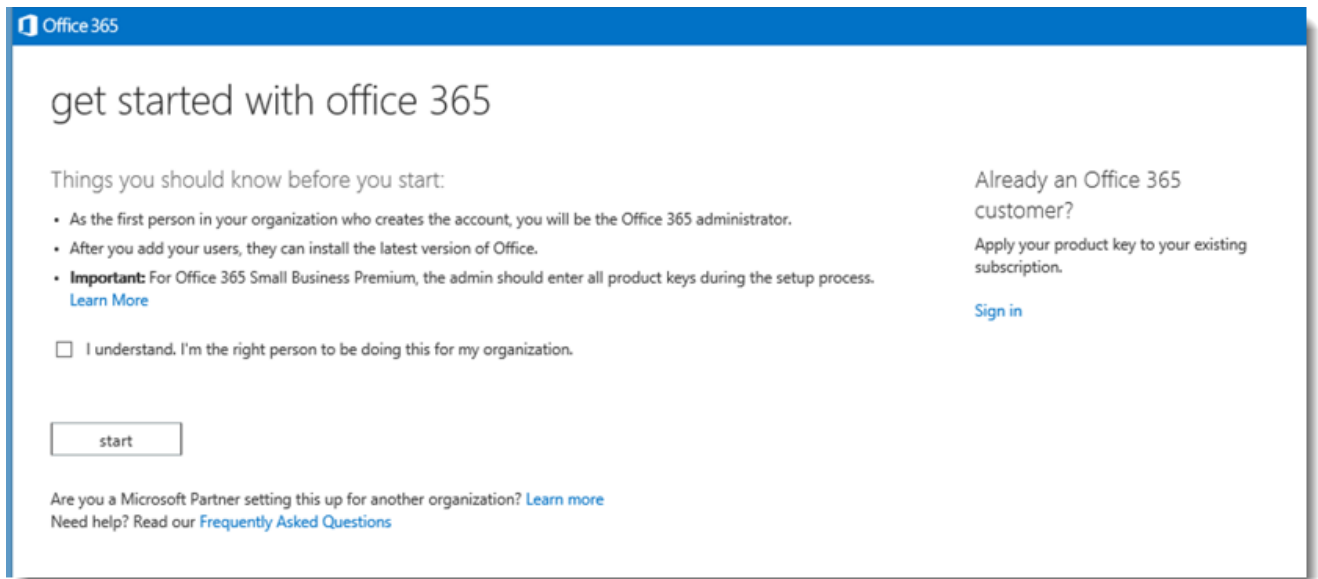 Office 365
get started with office 365
Things you should know before you start:
• As the first person in your organization who creates the account, you will be the Office 365 administrator.
• After you add your users, they can install the latest version of Office.
• Important: For Office 365 Small Business Premium, the admin should enter all product keys during the setup process.
Learn More
I understand. I'm the right person to be doing this for my organization.
start
Are you a Microsoft Partner setting this up for another organization? Learn more
Need help? Read our Frequently Asked Questions
Already an Office 365
customer?
Apply your product key to your existing
subscription.
Sign in